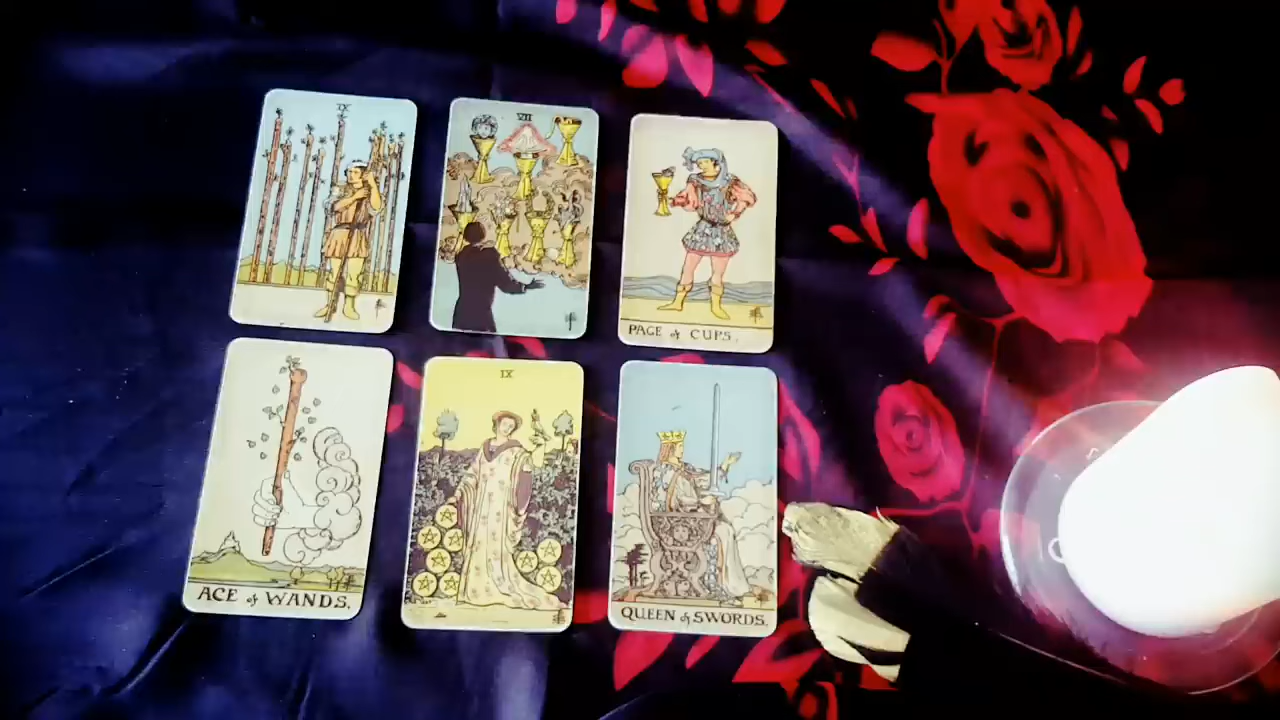 IX
VII
PAGE of CUPS.
ACE of WANDS.
IX
QUEEN of SWORDS.